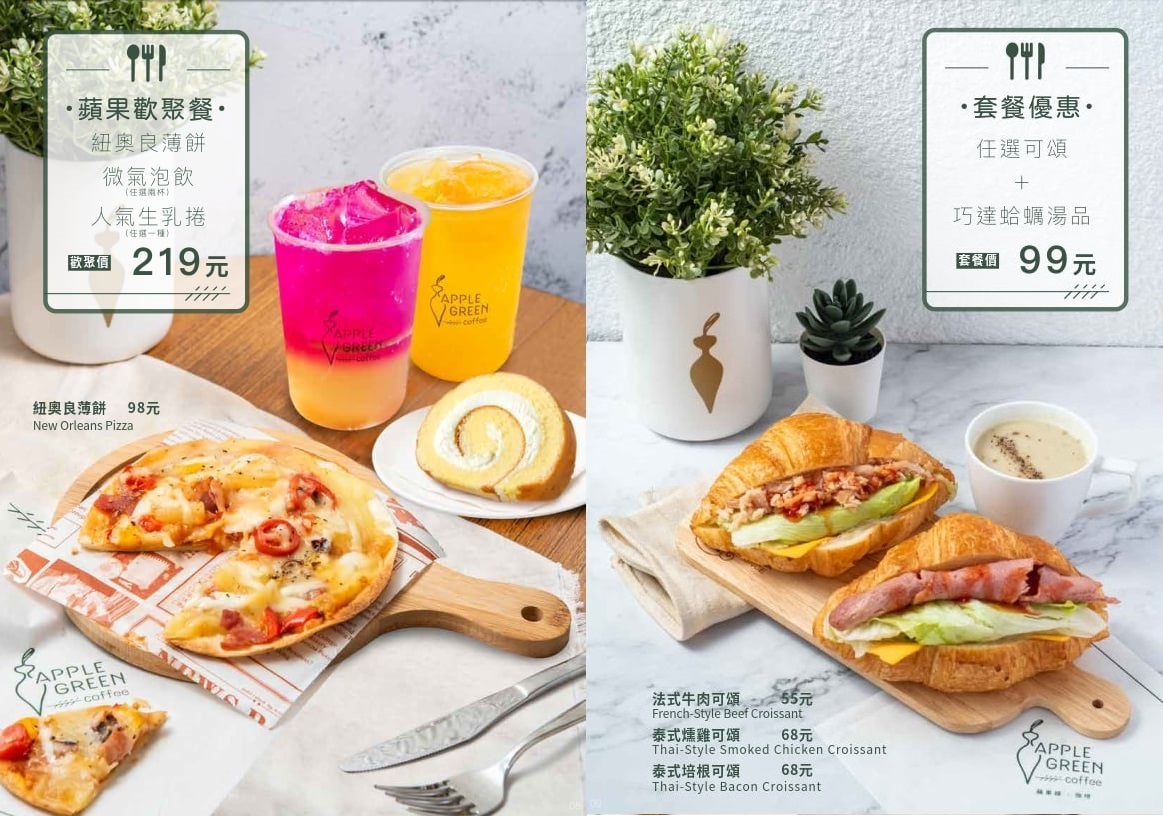 •蘋果歡聚餐•
紐奧良薄餅
微氣泡飲
(任選兩杯)
人氣生乳捲
(任選一種)
歡聚價 219元
APPLE
GREEN
coffee
APPLE
GREEN
coffee
紐奧良薄餅 98元
New Orleans Pizza
NEWS
APPLE
GREEN
coffee
•套餐優惠•
任選可頌
+
巧達蛤蠣湯品
套餐價 99元
法式牛肉可頌 55元
French-Style Beef Croissant
泰式燻雞可頌 68元
Thai-Style Smoked Chicken Croissant
泰式培根可頌 68元
Thai-Style Bacon Croissant
APPLE
GREEN
coffee